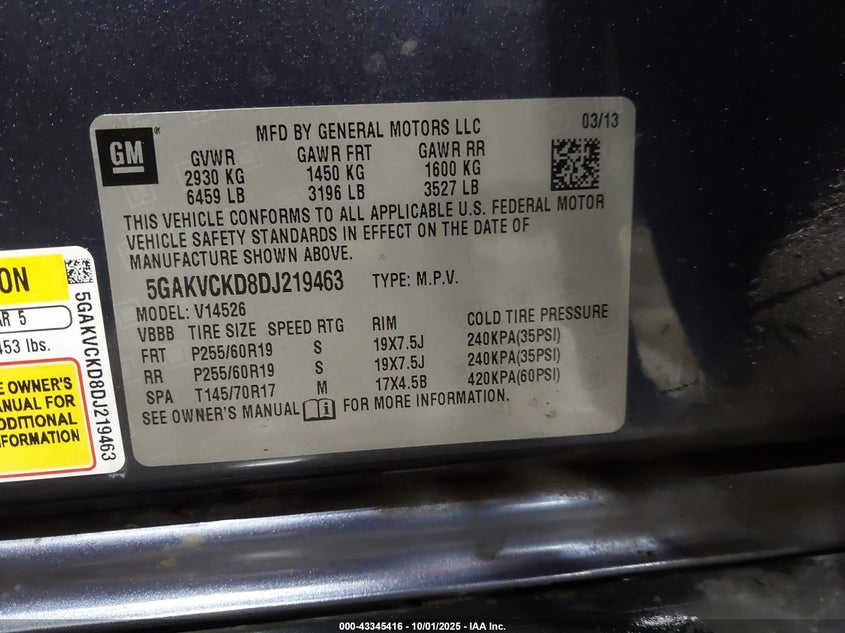 GM
MFD BY GENERAL MOTORS LLC
03/13
GVWR GAWR FRT GAWR RR
2930 KG 1450 KG 1600 KG
6459 LB 3196 LB 3527 LB
THIS VEHICLE CONFORMS TO ALL APPLICABLE U.S. FEDERAL MOTOR
VEHICLE SAFETY STANDARDS IN EFFECT ON THE DATE OF
MANUFACTURE SHOWN ABOVE.
5GAKVCKD8DJ219463 TYPE: M.P.V.
MODEL: V14526
VBBB TIRE SIZE SPEED RTG RIM COLD TIRE PRESSURE
FRT P255/60R19 S 19X7.5J 240KPA(35PSI)
RR P255/60R19 S 19X7.5J 240KPA(35PSI)
SPA T145/70R17 M 17X4.5B 420KPA(60PSI)
SEE OWNER'S MANUAL FOR MORE INFORMATION.
ON
AR 5
453 lbs.
E OWNER'S
ANUAL FOR
DDITIONAL
FORMATION
5GAKVCKD8DJ219463
000-43345416 - 10/01/2025 - IAA Inc.